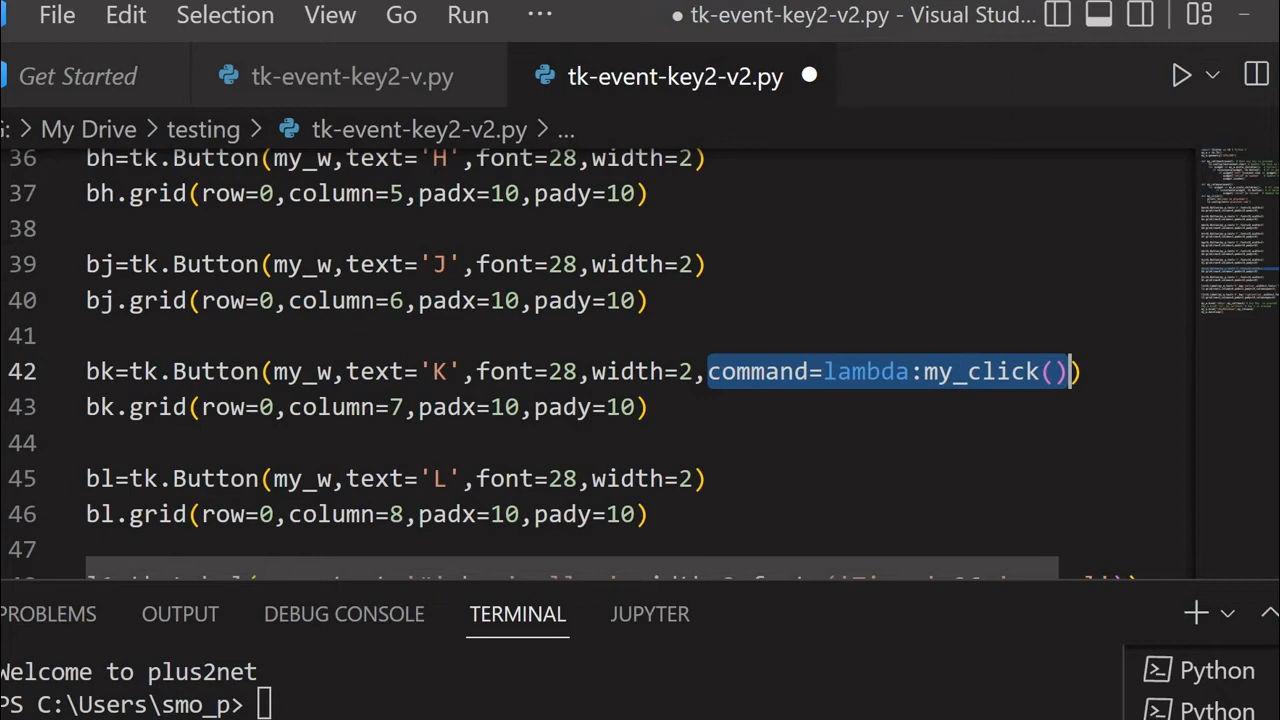 File Edit Selection View Go Run ··· ● tk-event-key2-v2.py - Visual Stud...
Get Started tk-event-key2-v.py tk-event-key2-v2.py
: > My Drive > testing > tk-event-key2-v2.py > ...
36 bh=tk.Button(my_w,text='H',font=28,width=2)
37 bh.grid(row=0,column=5,padx=10,pady=10)
38
39 bj=tk.Button(my_w,text='J',font=28,width=2)
40 bj.grid(row=0,column=6,padx=10,pady=10)
41
42 bk=tk.Button(my_w,text='K',font=28,width=2,command=lambda:my_click())
43 bk.grid(row=0,column=7,padx=10,pady=10)
44
45 bl=tk.Button(my_w,text='L',font=28,width=2)
46 bl.grid(row=0,column=8,padx=10,pady=10)
47
PROBLEMS OUTPUT DEBUG CONSOLE TERMINAL JUPYTER
Welcome to plus2net
PS C:\Users\smo_p>
Python
Python